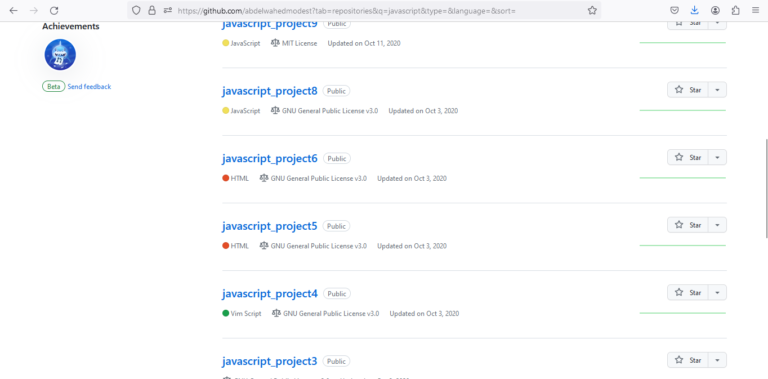 https://github.com/abdelwahedmodest?tab=repositories&q=javascript&type=&language=&sort=
Achievements
Beta Send feedback
javascript_project9 Public
JavaScript MIT License Updated on Oct 11, 2020
javascript_project8 Public Star
JavaScript GNU General Public License v3.0 Updated on Oct 3, 2020
javascript_project6 Public Star
HTML GNU General Public License v3.0 Updated on Oct 3, 2020
javascript_project5 Public Star
HTML GNU General Public License v3.0 Updated on Oct 3, 2020
javascript_project4 Public Star
Vim Script GNU General Public License v3.0 Updated on Oct 3, 2020
javascript_project3 Public Star